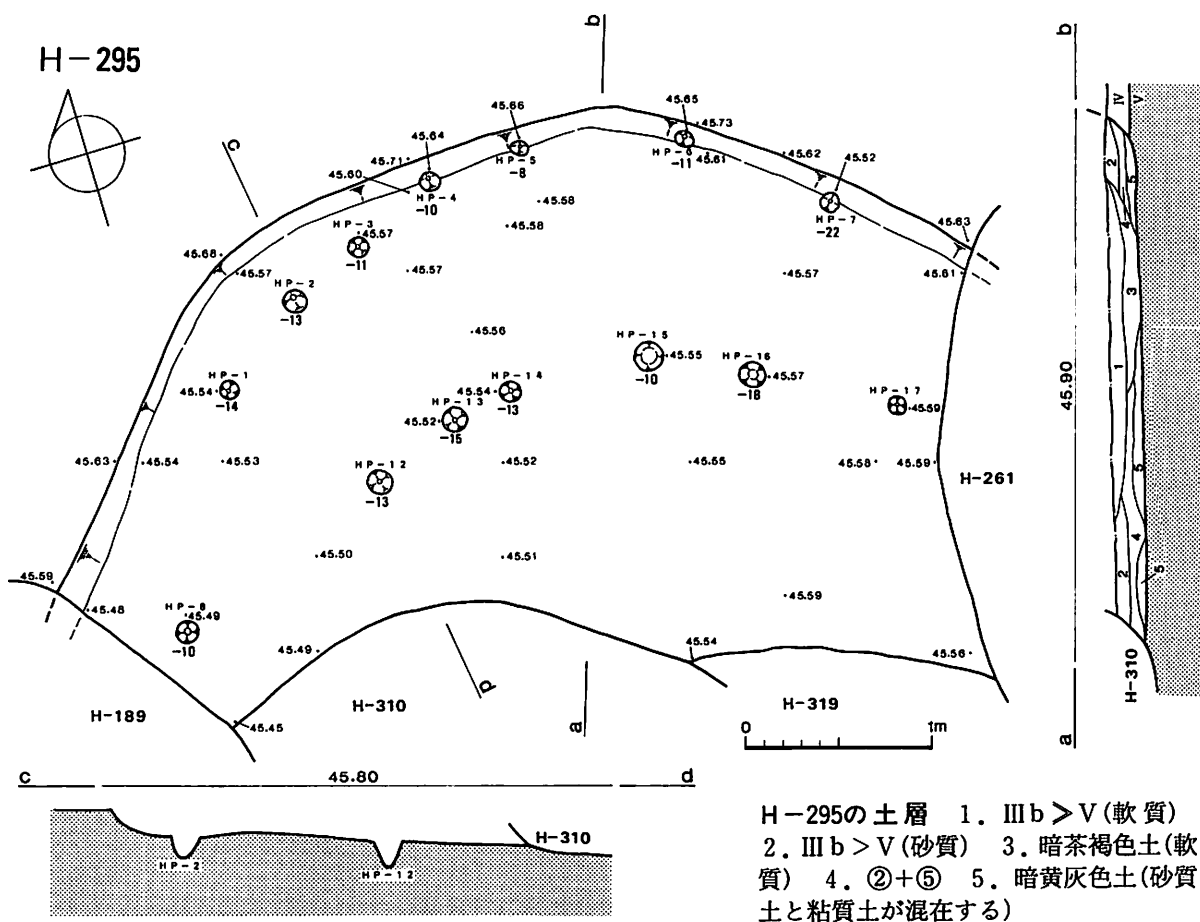 H-295
b
b
45.65
45.66
45.73
45.64
IV
V
HP-5
-8
HP-6
-11
45.61
45.62
45.52
c
45.71
45.60
HP-4
-10
45.58
HP-7
-22
2
5
4
HP-3
45.57
-11
45.58
45.63
45.68
45.57
45.57
45.57
45.61
3
HP-2
-13
45.56
HP-15
45.55
-10
HP-16
45.57
-18
1
45.90
HP-1
45.54
-14
HP-14
45.54
-13
HP-13
45.52
-15
HP-17
45.59
45.63
45.54
45.53
45.52
45.55
45.58
45.59
H-261
5
HP-12
-13
45.50
45.51
4
2
5
45.59
45.48
45.59
HP-8
45.49
-10
45.49
45.54
45.56
H-310
d
H-189
H-310
a
H-319
a
45.45
0
1m
c
45.80
d
H-310
HP-2
HP-12
H-295の土層 1. Ⅲb≫V(軟質)
2. Ⅲb>V(砂質) 3. 暗茶褐色土(軟
質) 4. ②+⑤ 5. 暗黄灰色土(砂質
土と粘質土が混在する)